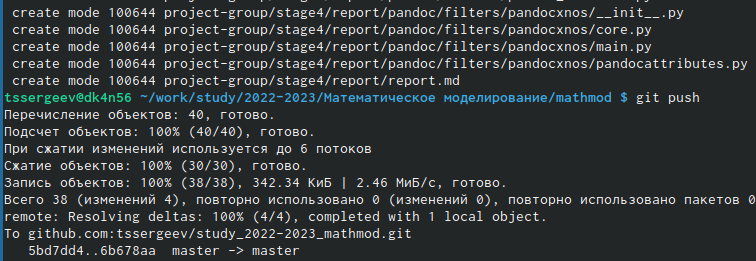 create mode 100644 project-group/stage4/report/pandoc/filters/pandocxnos/__init__.py
create mode 100644 project-group/stage4/report/pandoc/filters/pandocxnos/core.py
create mode 100644 project-group/stage4/report/pandoc/filters/pandocxnos/main.py
create mode 100644 project-group/stage4/report/pandoc/filters/pandocxnos/pandocattributes.py
create mode 100644 project-group/stage4/report/report.md
tssergeev@dk4n56 ~/work/study/2022-2023/Математическое моделирование/mathmod $ git push
Перечисление объектов: 40, готово.
Подсчет объектов: 100% (40/40), готово.
При сжатии изменений используется до 6 потоков
Сжатие объектов: 100% (30/30), готово.
Запись объектов: 100% (38/38), 342.34 КиБ | 2.46 МиБ/с, готово.
Всего 38 (изменений 4), повторно использовано 0 (изменений 0), повторно использовано пакетов 0
remote: Resolving deltas: 100% (4/4), completed with 1 local object.
To github.com:tssergeev/study_2022-2023_mathmod.git
5bd7dd4..6b678aa master -> master